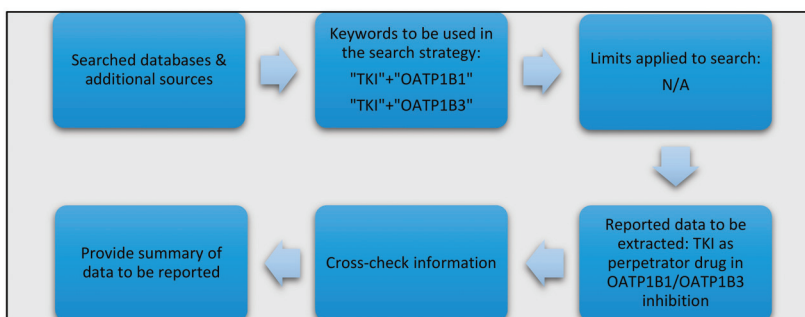 Searched databases &
additional sources
Keywords to be used in
the search strategy:
"TKI"+"OATP1B1"
"TKI"+"OATP1B3"
Limits applied to search:
N/A
Reported data to be
extracted: TKI as
perpetrator drug in
OATP1B1/OATP1B3
inhibition
Cross-check information
Provide summary of
data to be reported